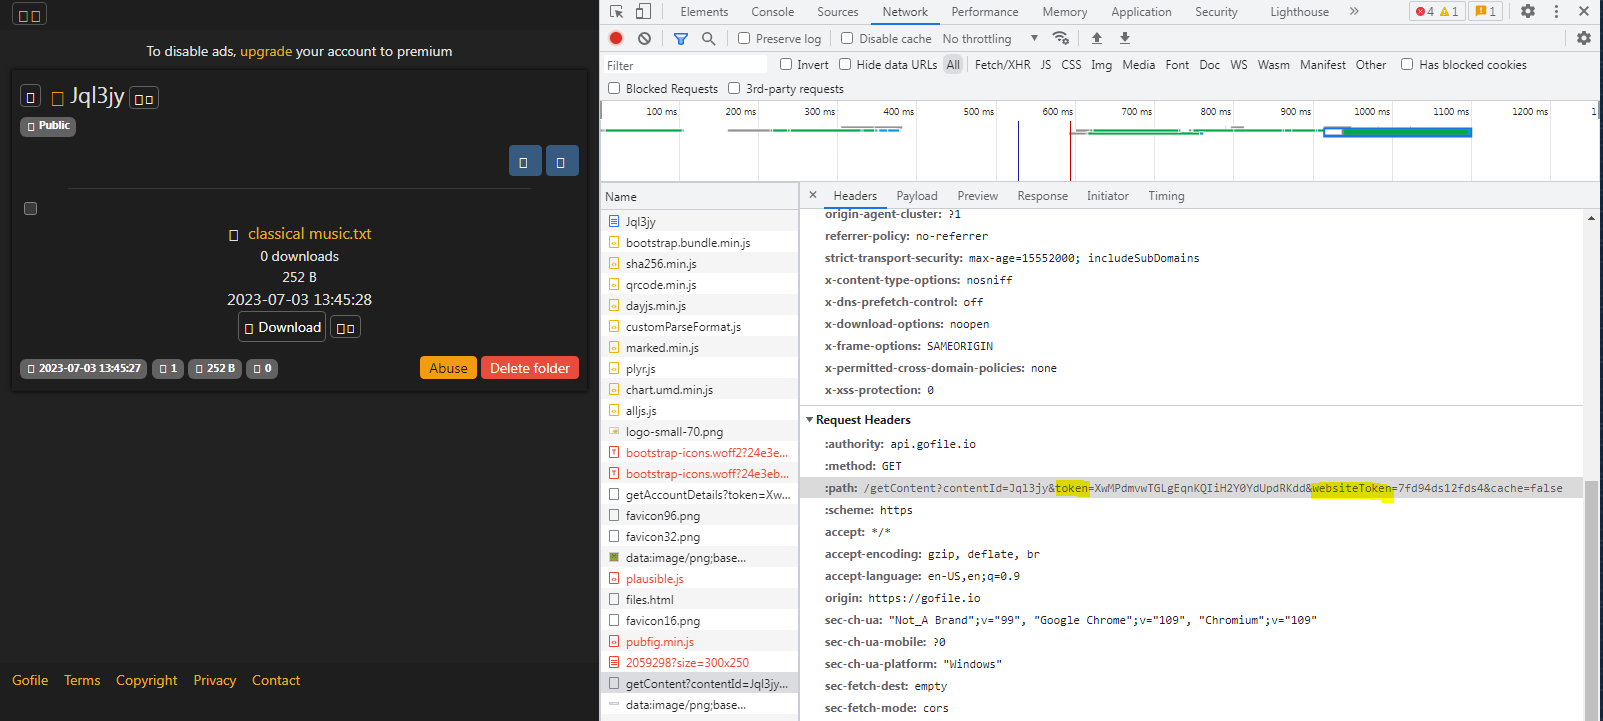 To disable ads, upgrade your account to premium
Jql3jy
Public
classical music.txt
0 downloads
252 B
2023-07-03 13:45:28
Download
2023-07-03 13:45:27 1 252 B 0
Abuse Delete folder
Gofile Terms Copyright Privacy Contact
Elements Console Sources Network Performance Memory Application Security Lighthouse » 4 1 1
Preserve log Disable cache No throttling
Filter Invert Hide data URLs All Fetch/XHR JS CSS Img Media Font Doc WS Wasm Manifest Other Has blocked cookies
Blocked Requests 3rd-party requests
100 ms 200 ms 300 ms 400 ms 500 ms 600 ms 700 ms 800 ms 900 ms 1000 ms 1100 ms 1200 ms 1
Name
Jql3jy
bootstrap.bundle.min.js
sha256.min.js
qrcode.min.js
dayjs.min.js
customParseFormat.js
marked.min.js
plyr.js
chart.umd.min.js
alljs.js
logo-small-70.png
bootstrap-icons.woff2?24e3e...
bootstrap-icons.woff?24e3eb...
getAccountDetails?token=Xw...
favicon96.png
favicon32.png
data:image/png;base...
plausible.js
files.html
favicon16.png
pubfig.min.js
2059298?size=300x250
getContent?contentId=Jql3jy...
data:image/png;base...
× Headers Payload Preview Response Initiator Timing
origin-agent-cluster: ?1
referrer-policy: no-referrer
strict-transport-security: max-age=15552000; includeSubDomains
x-content-type-options: nosniff
x-dns-prefetch-control: off
x-download-options: noopen
x-frame-options: SAMEORIGIN
x-permitted-cross-domain-policies: none
x-xss-protection: 0
Request Headers
:authority: api.gofile.io
:method: GET
:path: /getContent?contentId=Jql3jy&token=XwMPdmvwTGLgEqnKQIiH2Y0YdUpdRKdd&websiteToken=7fd94ds12fds4&cache=false
:scheme: https
accept: */*
accept-encoding: gzip, deflate, br
accept-language: en-US,en;q=0.9
origin: https://gofile.io
sec-ch-ua: "Not_A Brand";v="99", "Google Chrome";v="109", "Chromium";v="109"
sec-ch-ua-mobile: ?0
sec-ch-ua-platform: "Windows"
sec-fetch-dest: empty
sec-fetch-mode: cors